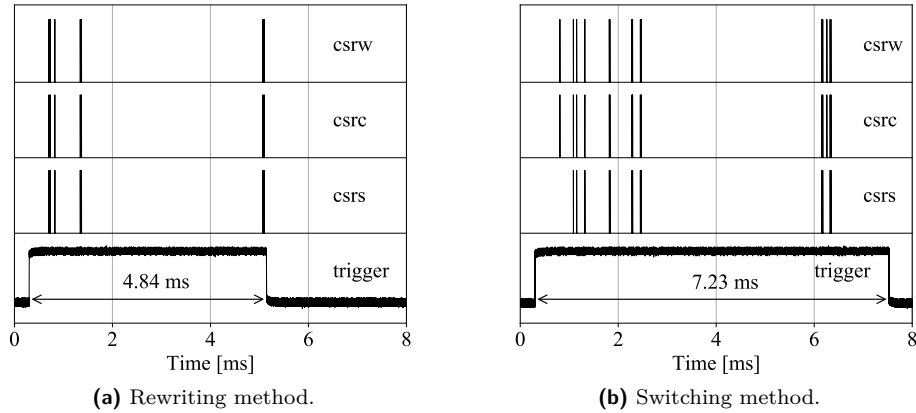 csrw
csrc
csrs
trigger
4.84 ms
0 2 4 6 8
Time [ms]
(a) Rewriting method.
csrw
csrc
csrs
trigger
7.23 ms
0 2 4 6 8
Time [ms]
(b) Switching method.